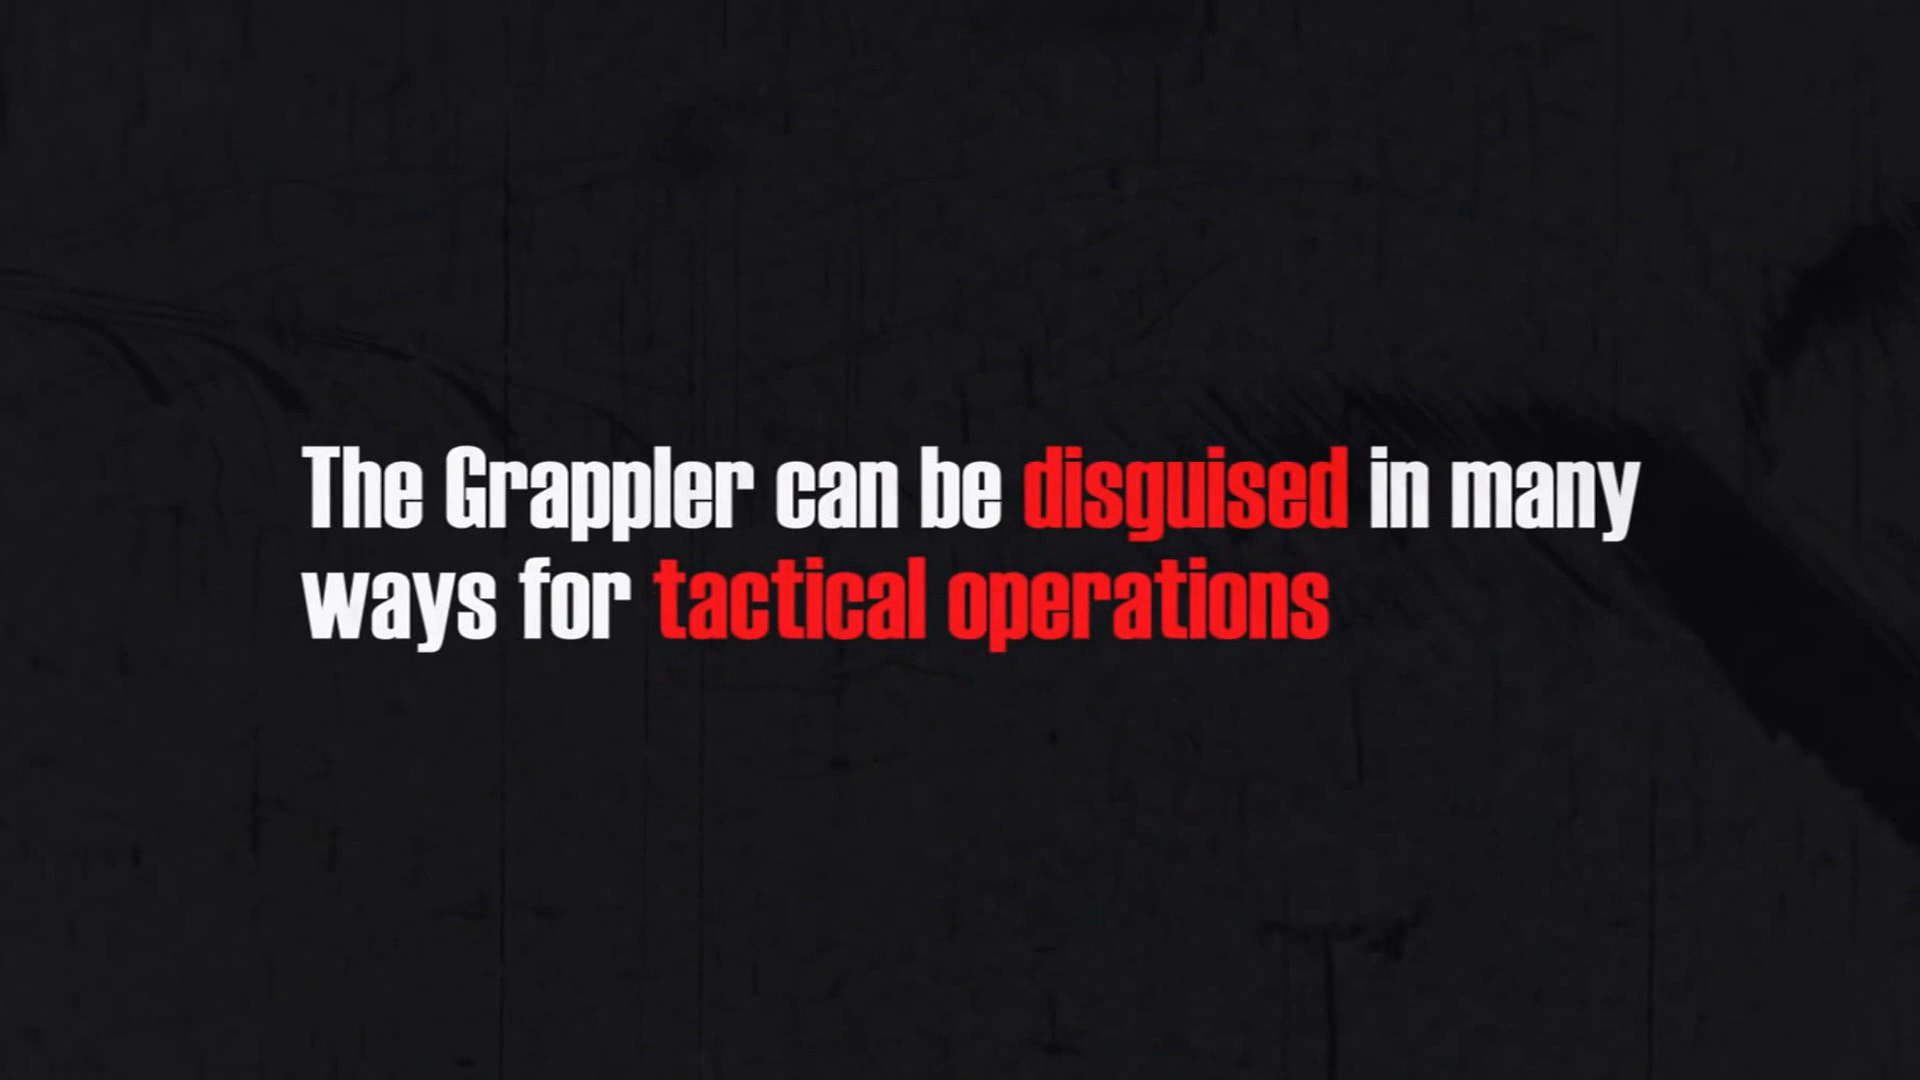 The Grappler can be disguised in many
ways for tactical operations